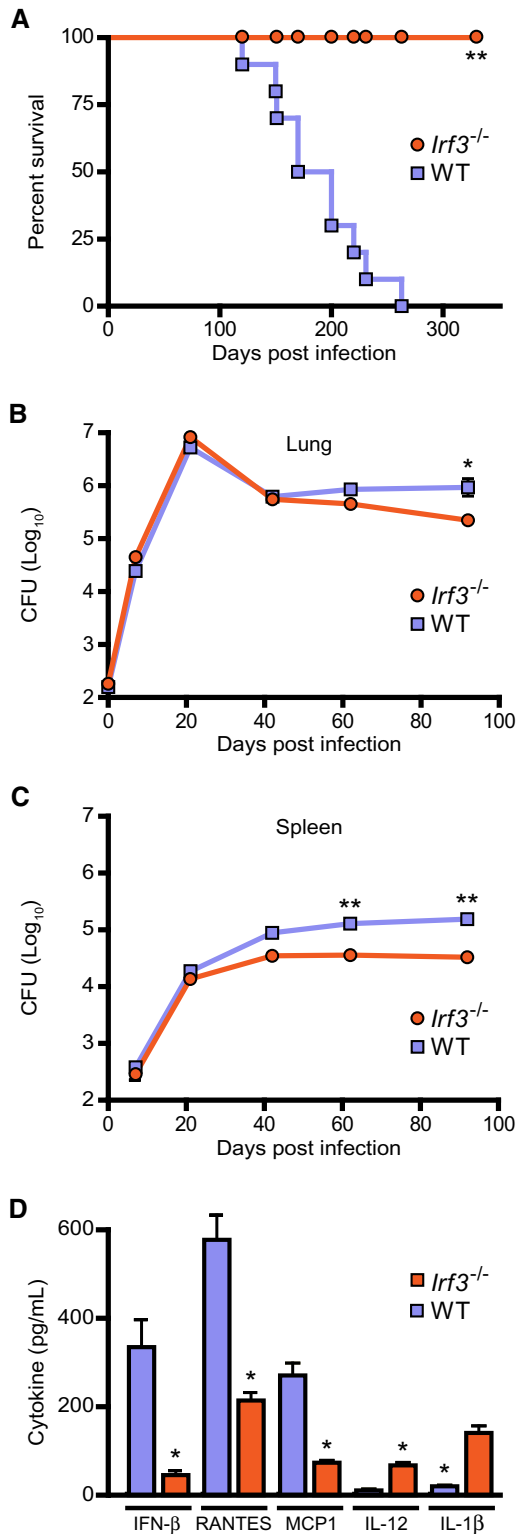 A
100
75
50
25
0
Percent survival
**
Irf3-/-
WT
0 100 200 300
Days post infection
B
Lung
7
6
5
4
3
2
CFU (Log10)
*
Irf3-/-
WT
0 20 40 60 80 100
Days post infection
C
Spleen
7
6
5
4
3
2
CFU (Log10)
** **
Irf3-/-
WT
0 20 40 60 80 100
Days post infection
D
600
400
200
0
Cytokine (pg/mL)
Irf3-/-
WT
* * * * *
IFN-β RANTES MCP1 IL-12 IL-1β